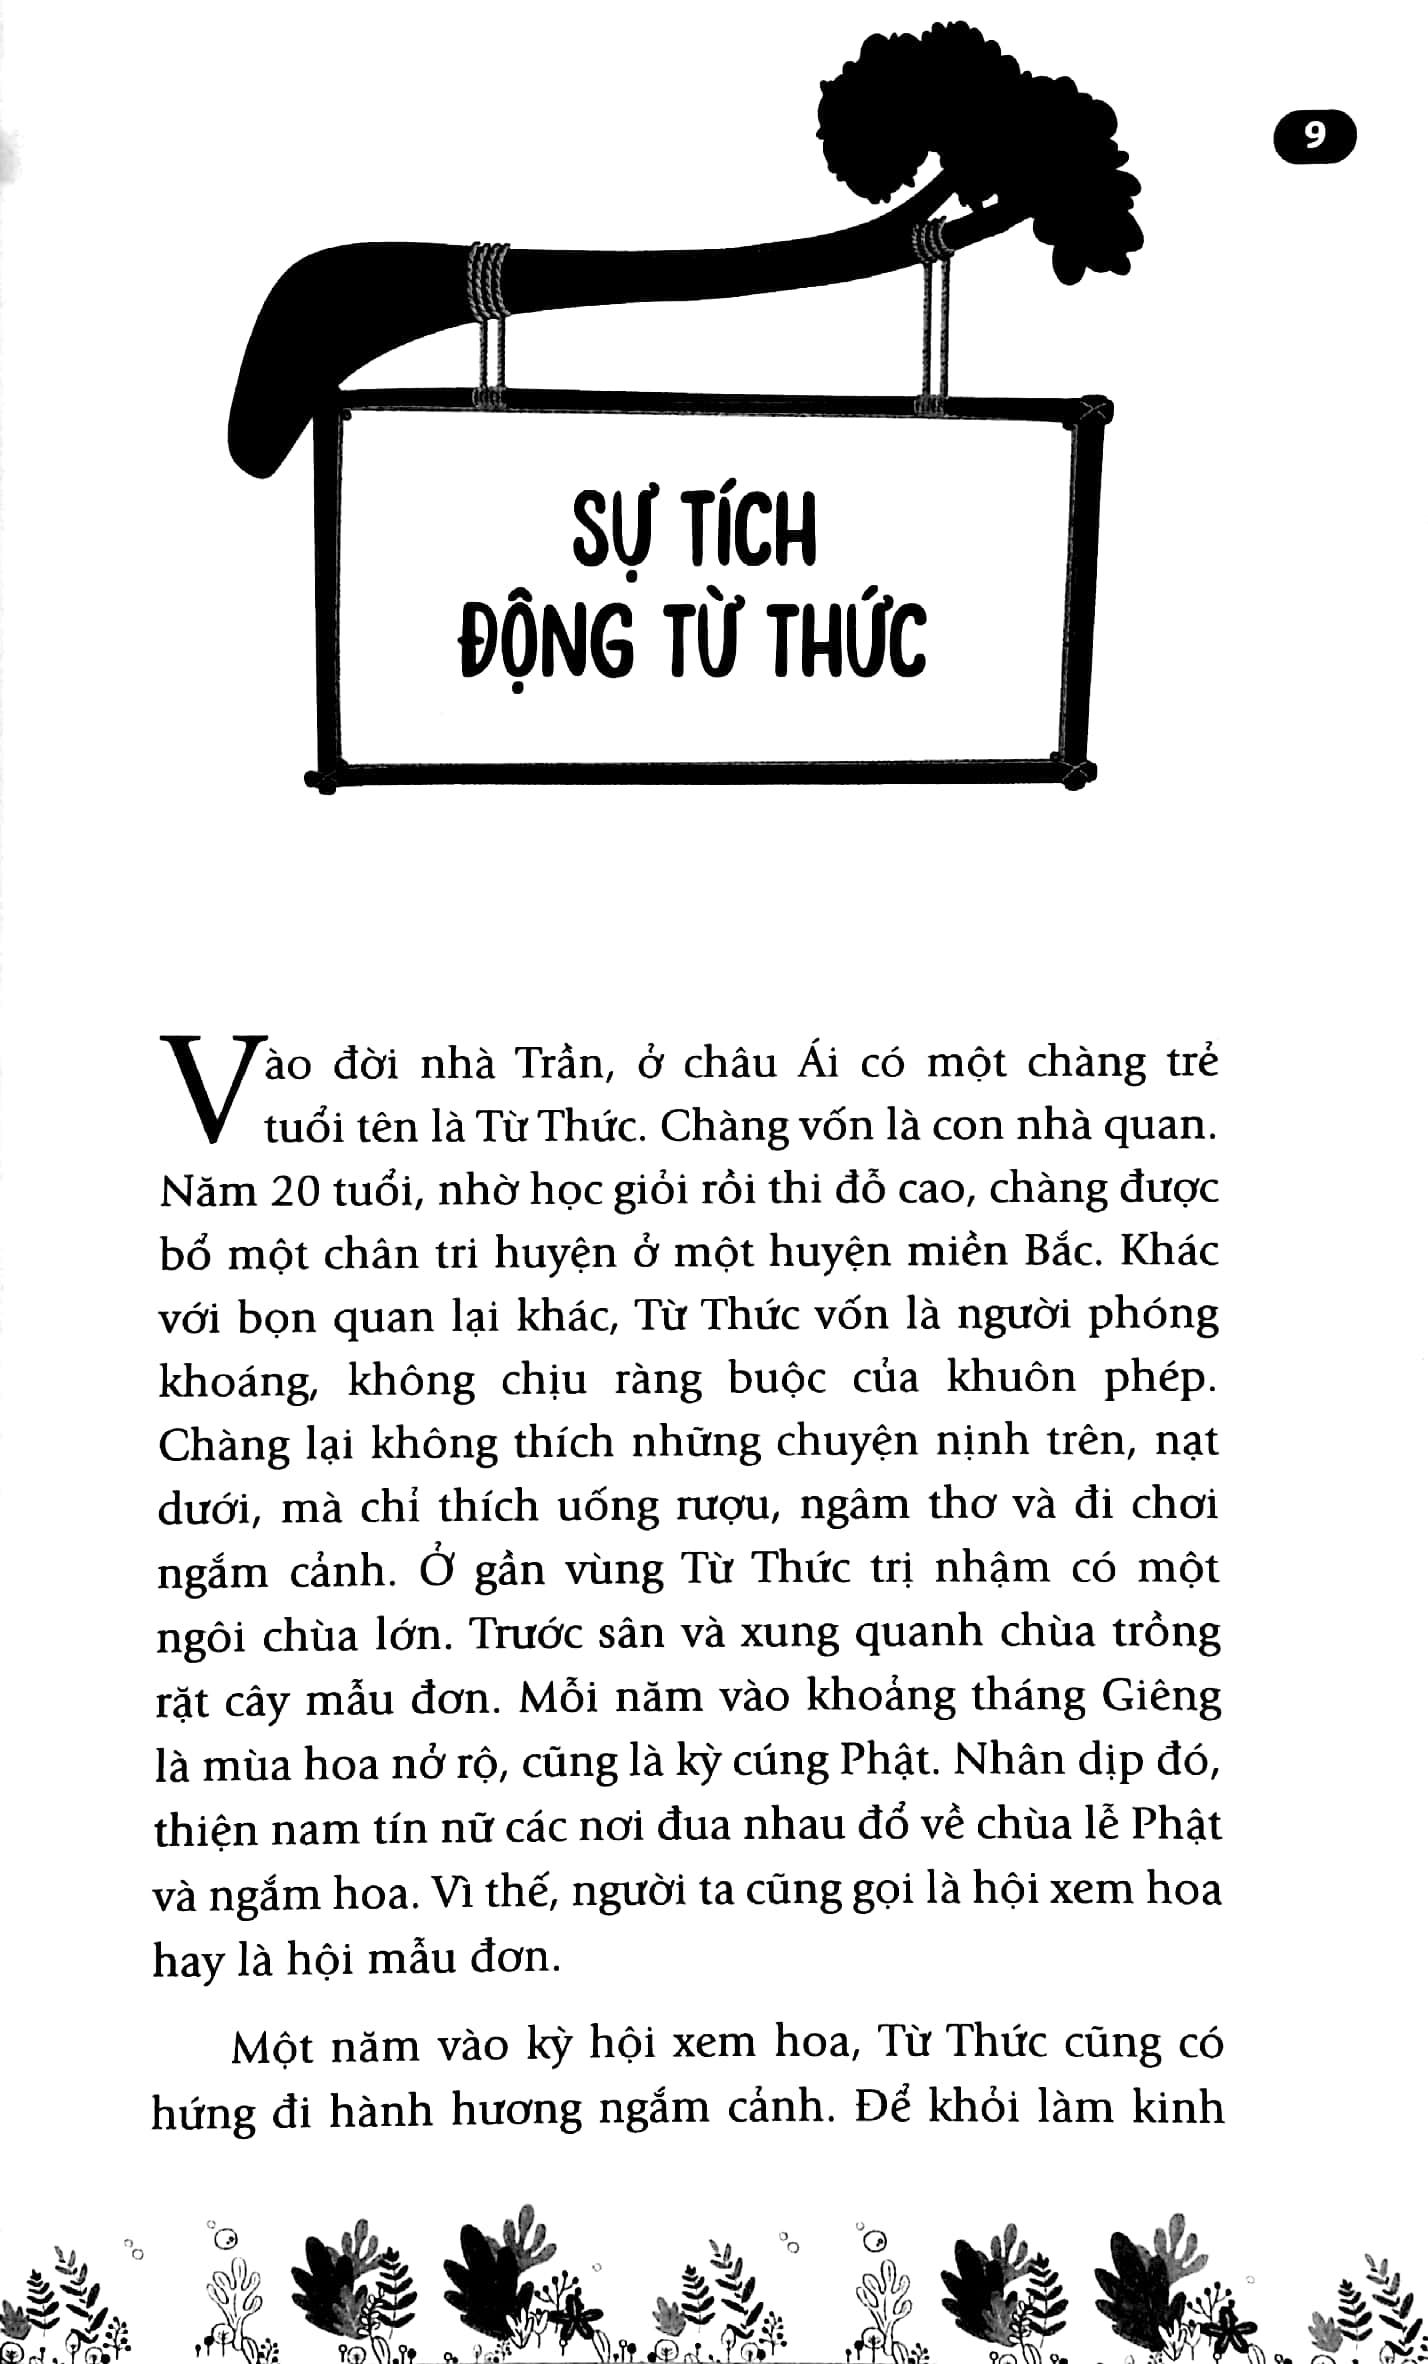 9
SỰ TÍCH
ĐỘNG TỪ THỨC
Vào đời nhà Trần, ở châu Ái có một chàng trẻ
tuổi tên là Từ Thức. Chàng vốn là con nhà quan.
Năm 20 tuổi, nhờ học giỏi rồi thi đỗ cao, chàng được
bổ một chân tri huyện ở một huyện miền Bắc. Khác
với bọn quan lại khác, Từ Thức vốn là người phóng
khoáng, không chịu ràng buộc của khuôn phép.
Chàng lại không thích những chuyện nịnh trên, nạt
dưới, mà chỉ thích uống rượu, ngâm thơ và đi chơi
ngắm cảnh. Ở gần vùng Từ Thức trị nhậm có một
ngôi chùa lớn. Trước sân và xung quanh chùa trồng
rặt cây mẫu đơn. Mỗi năm vào khoảng tháng Giêng
là mùa hoa nở rộ, cũng là kỳ cúng Phật. Nhân dịp đó,
thiện nam tín nữ các nơi đua nhau đổ về chùa lễ Phật
và ngắm hoa. Vì thế, người ta cũng gọi là hội xem hoa
hay là hội mẫu đơn.
Một năm vào kỳ hội xem hoa, Từ Thức cũng có
hứng đi hành hương ngắm cảnh. Để khỏi làm kinh